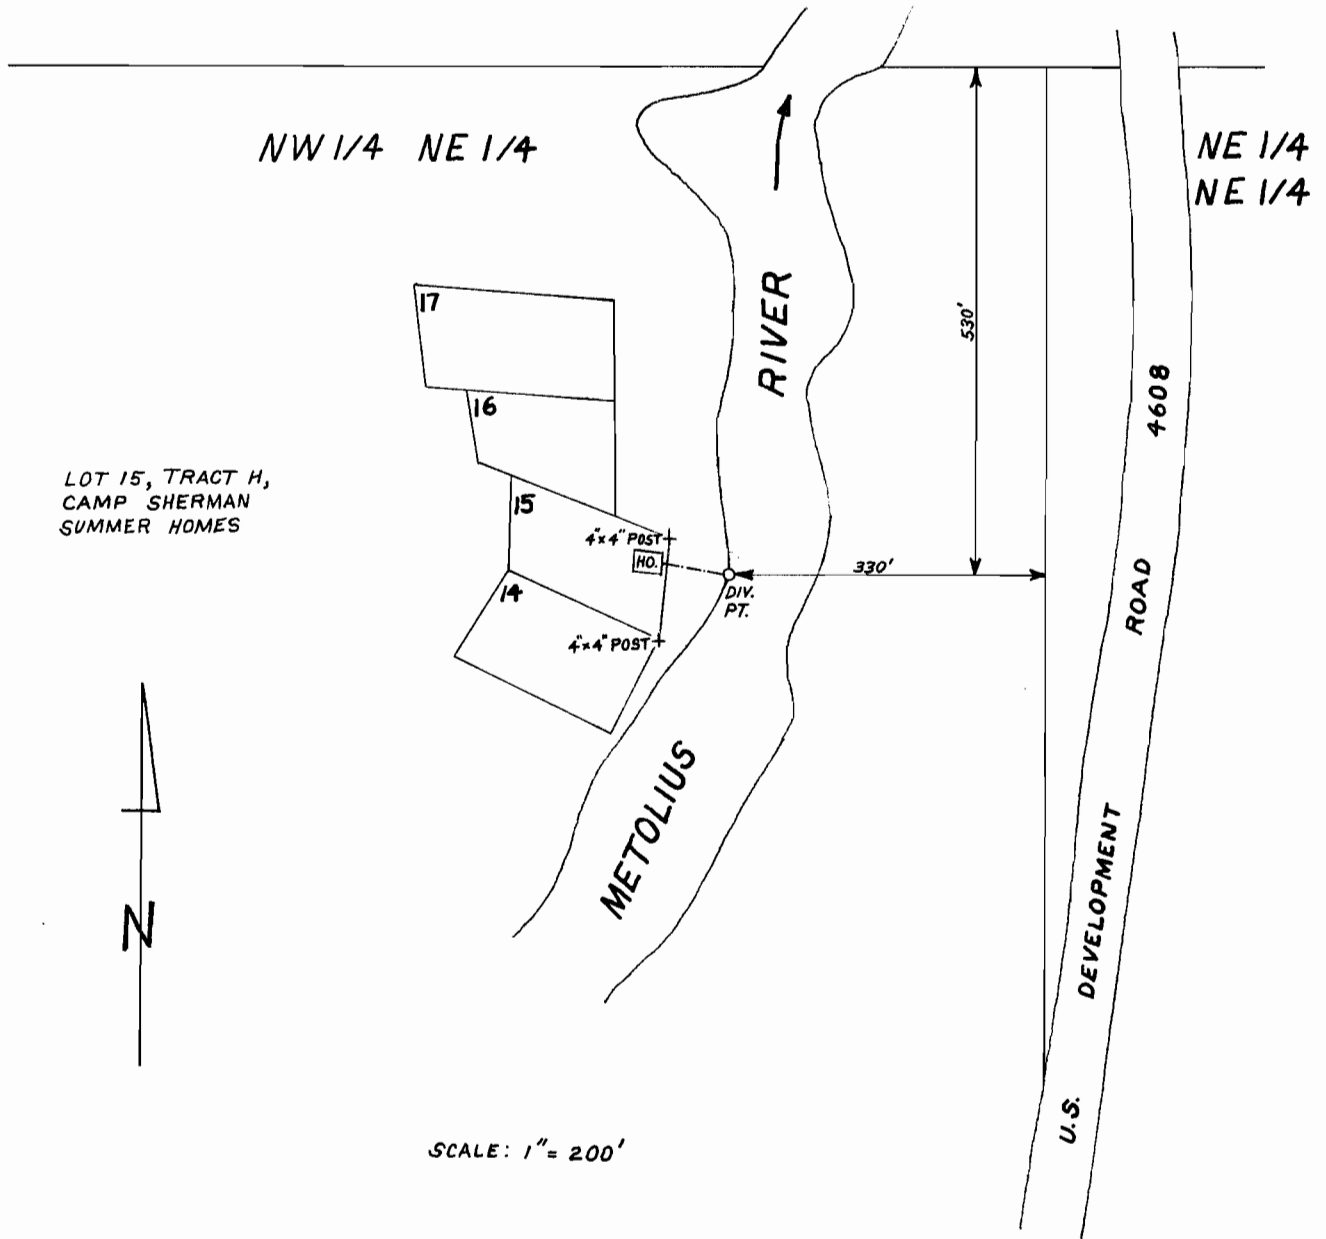 NW 1/4 NE 1/4
NE 1/4
NE 1/4
17
16
15
14
RIVER
530'
4608
LOT 15, TRACT H,
CAMP SHERMAN
SUMMER HOMES
4"x4" POST
HO.
330'
DIV.
PT.
ROAD
4"x4" POST
METOLIUS
DEVELOPMENT
N
U.S.
SCALE: 1" = 200'